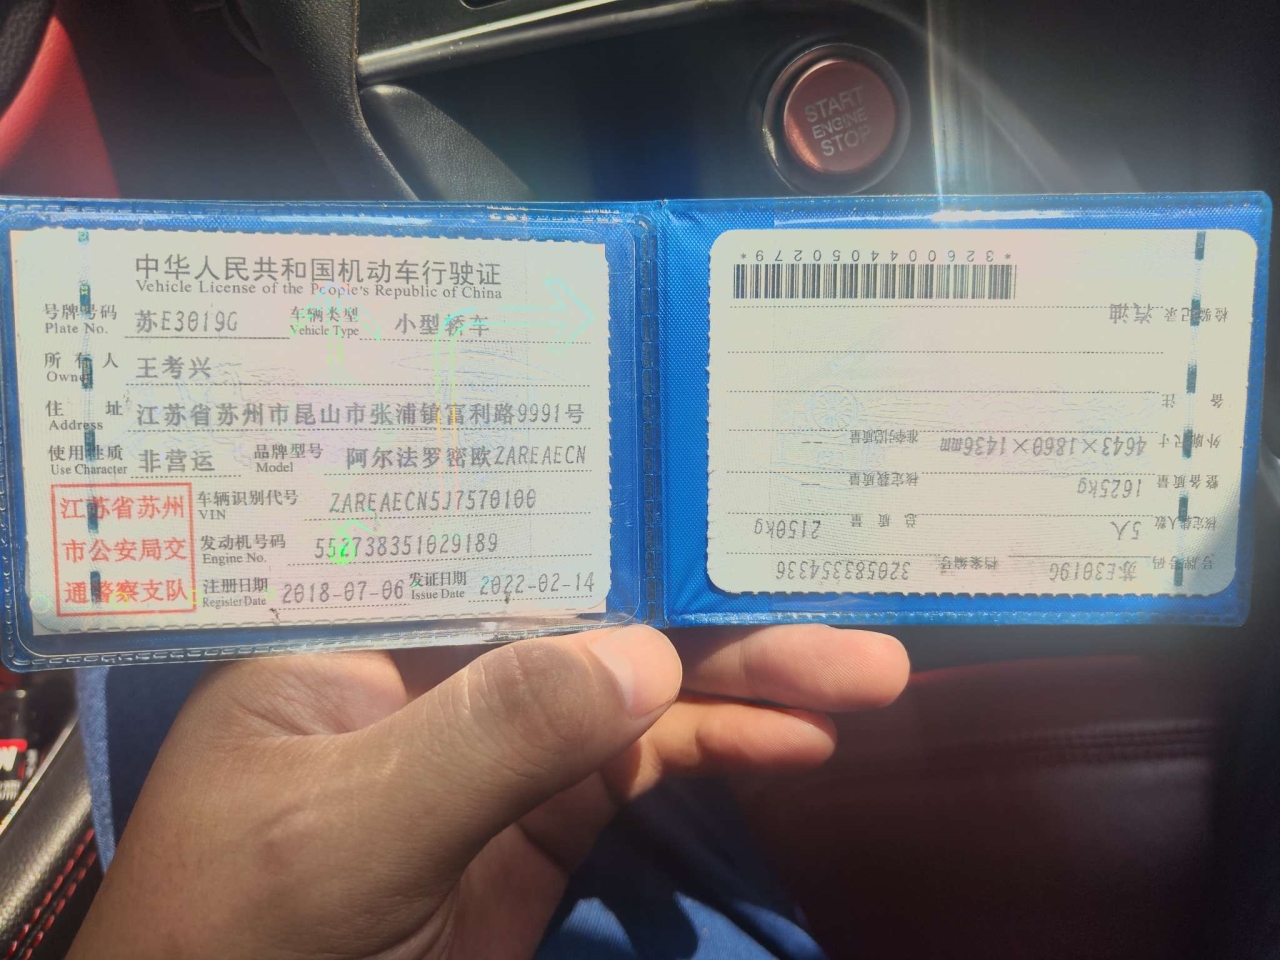 START
ENGINE
STOP
中华人民共和国机动车行驶证
Vehicle License of the People's Republic of China
号牌号码 苏E3019G 车辆类型 小型轿车
Plate No. Vehicle Type
所有人 王考兴
Owner
住址 江苏省苏州市昆山市张浦镇富利路9991号
Address
使用性质 非营运 品牌型号 阿尔法罗密欧ZAREAECN
Use Character Model
江苏省苏州
市公安局交
通警察支队
车辆识别代号 ZAREAECN5J7570100
VIN
发动机号码 552738351029189
Engine No.
注册日期 2018-07-06 发证日期 2022-02-14
Register Date Issue Date
号牌号码 苏E3019G 档案编号 320583354336
核定载人数 5人 总质量 2150kg
整备质量 1625kg 核定载质量 --
外廓尺寸 4643×1860×1436mm 准牵引总质量 --
备注
检验记录 汽油
*3260044050279*